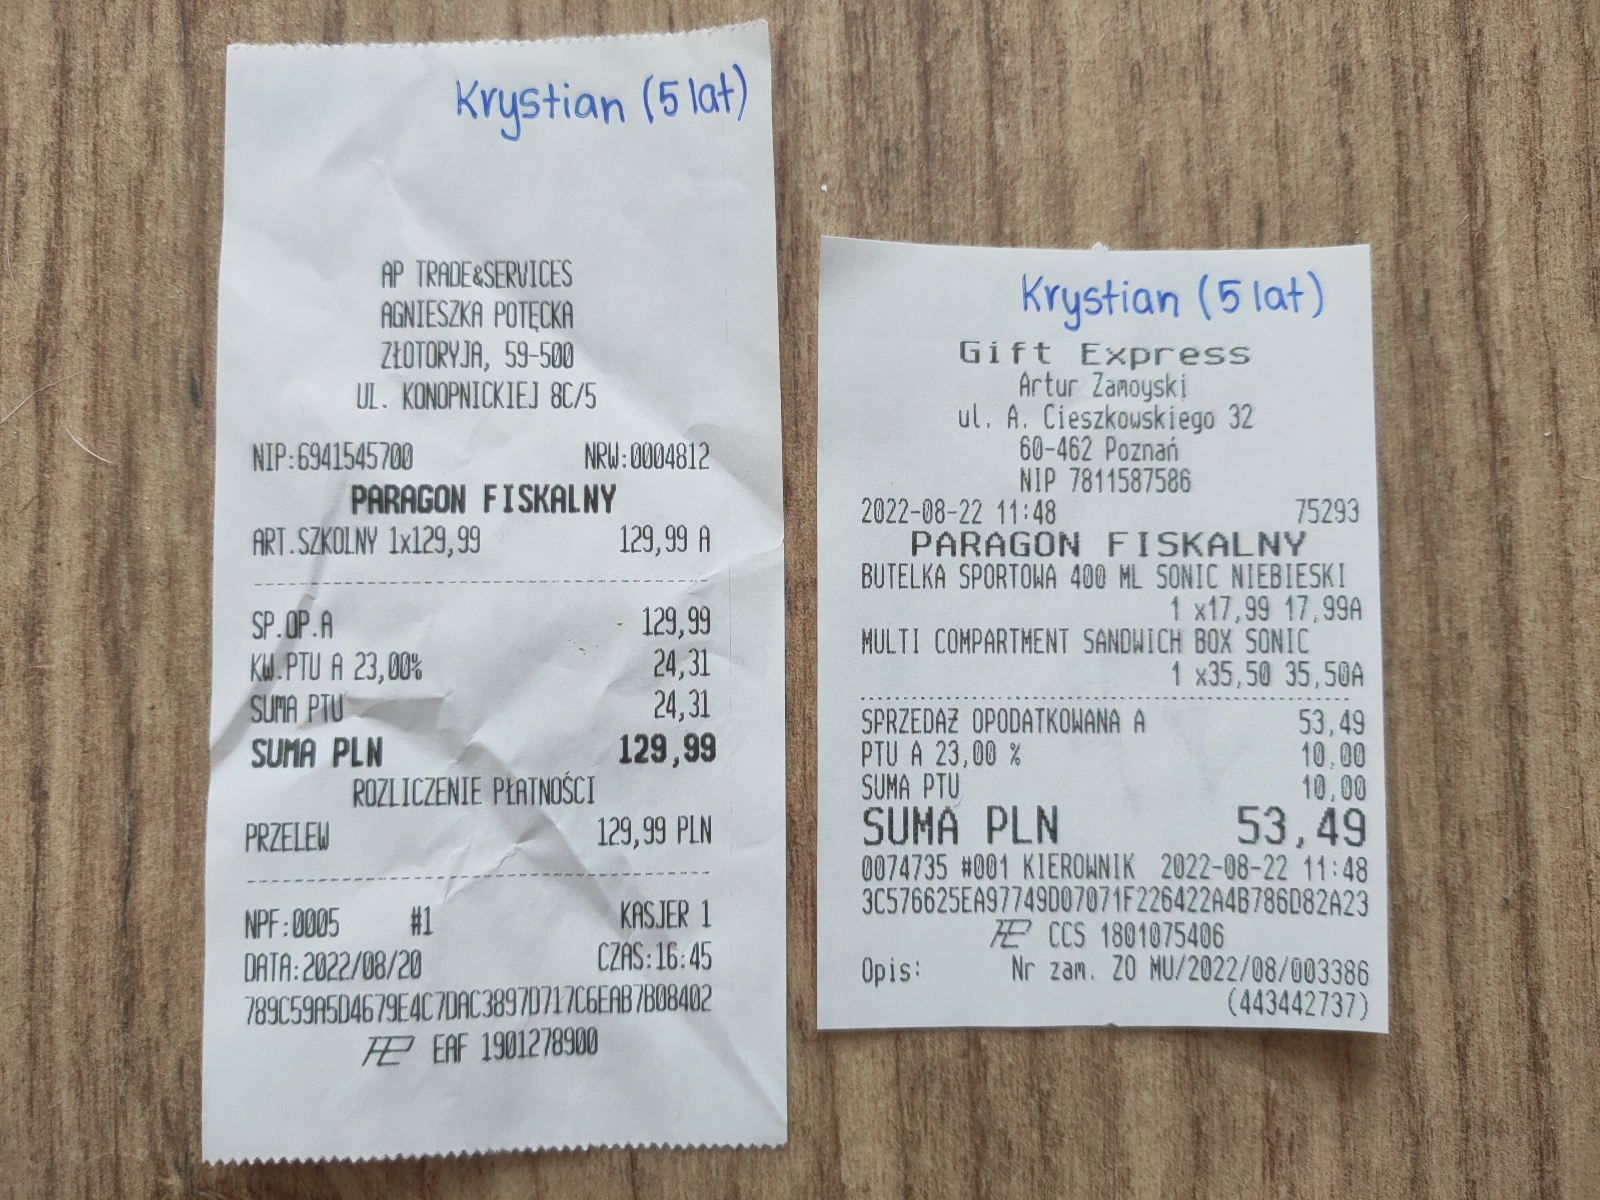 Krystian (5 lat)
AP TRADE&SERVICES
AGNIESZKA POTĘCKA
ZŁOTORYJA, 59-500
UL. KONOPNICKIEJ 8C/5
NIP:6941545700 NRW:0004812
PARAGON FISKALNY
ART.SZKOLNY 1x129,99 129,99 A
SP.OP.A 129,99
KW.PTU A 23,00% 24,31
SUMA PTU 24,31
SUMA PLN 129,99
ROZLICZENIE PŁATNOŚCI
PRZELEW 129,99 PLN
NPF:0005 #1 KASJER 1
DATA:2022/08/20 CZAS:16:45
789C59A5D4679E4C7DAC3897D717C6EAB7B08402
EAF 1901278900
Krystian (5 lat)
Gift Express
Artur Zamoyski
ul. A. Cieszkowskiego 32
60-462 Poznań
NIP 7811587586
2022-08-22 11:48 75293
PARAGON FISKALNY
BUTELKA SPORTOWA 400 ML SONIC NIEBIESKI
1 x17,99 17,99A
MULTI COMPARTMENT SANDWICH BOX SONIC
1 x35,50 35,50A
SPRZEDAŻ OPODATKOWANA A 53,49
PTU A 23,00 % 10,00
SUMA PTU 10,00
SUMA PLN 53,49
0074735 #001 KIEROWNIK 2022-08-22 11:48
3C576625EA97749D07071F226422A4B786D82A23
CCS 1801075406
Opis: Nr zam. ZO MU/2022/08/003386
(443442737)